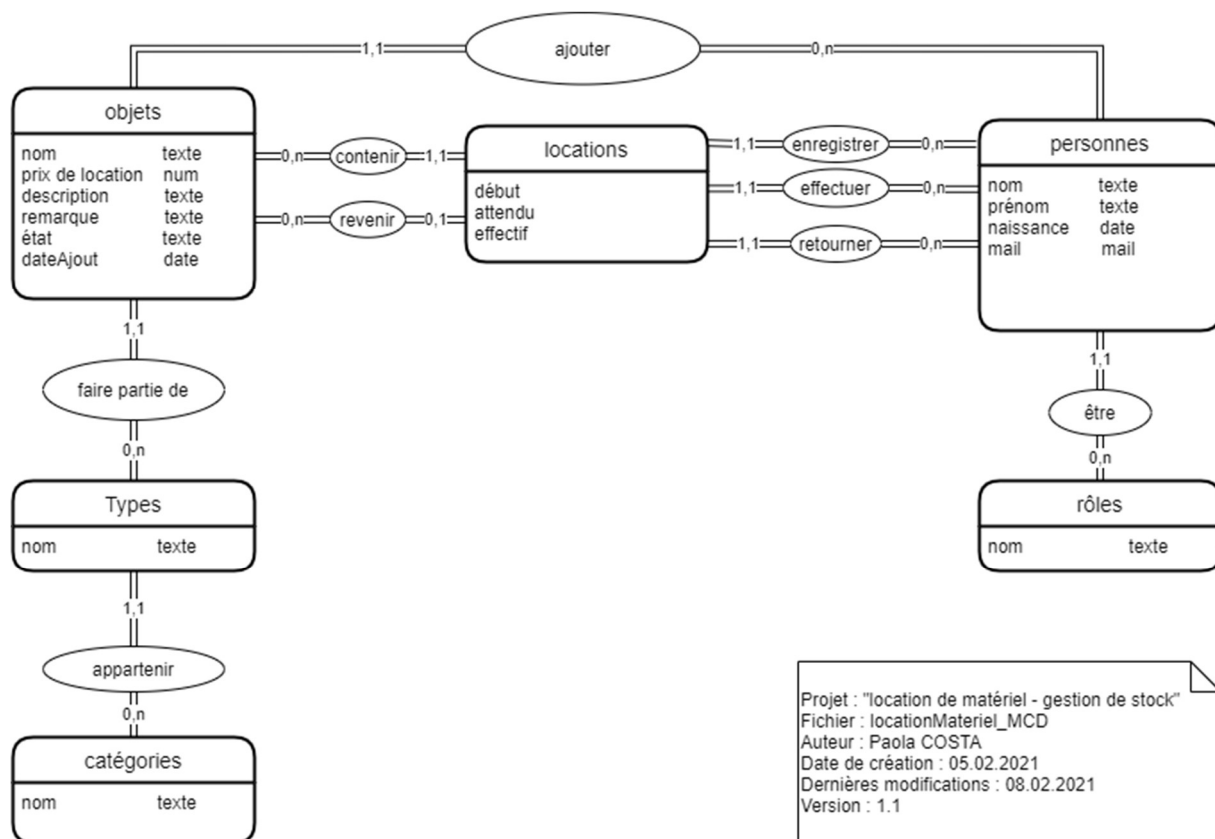 ajouter
1,1
0,n
objets
nom texte
prix de location num
description texte
remarque texte
état texte
dateAjout date
0,n contenir 1,1
0,n revenir 0,1
locations
début
attendu
effectif
1,1 enregistrer 0,n
1,1 effectuer 0,n
1,1 retourner 0,n
personnes
nom texte
prénom texte
naissance date
mail mail
1,1
faire partie de
0,n
Types
nom texte
1,1
appartenir
0,n
catégories
nom texte
1,1
être
0,n
rôles
nom texte
Projet : "location de matériel - gestion de stock"
Fichier : locationMateriel_MCD
Auteur : Paola COSTA
Date de création : 05.02.2021
Dernières modifications : 08.02.2021
Version : 1.1